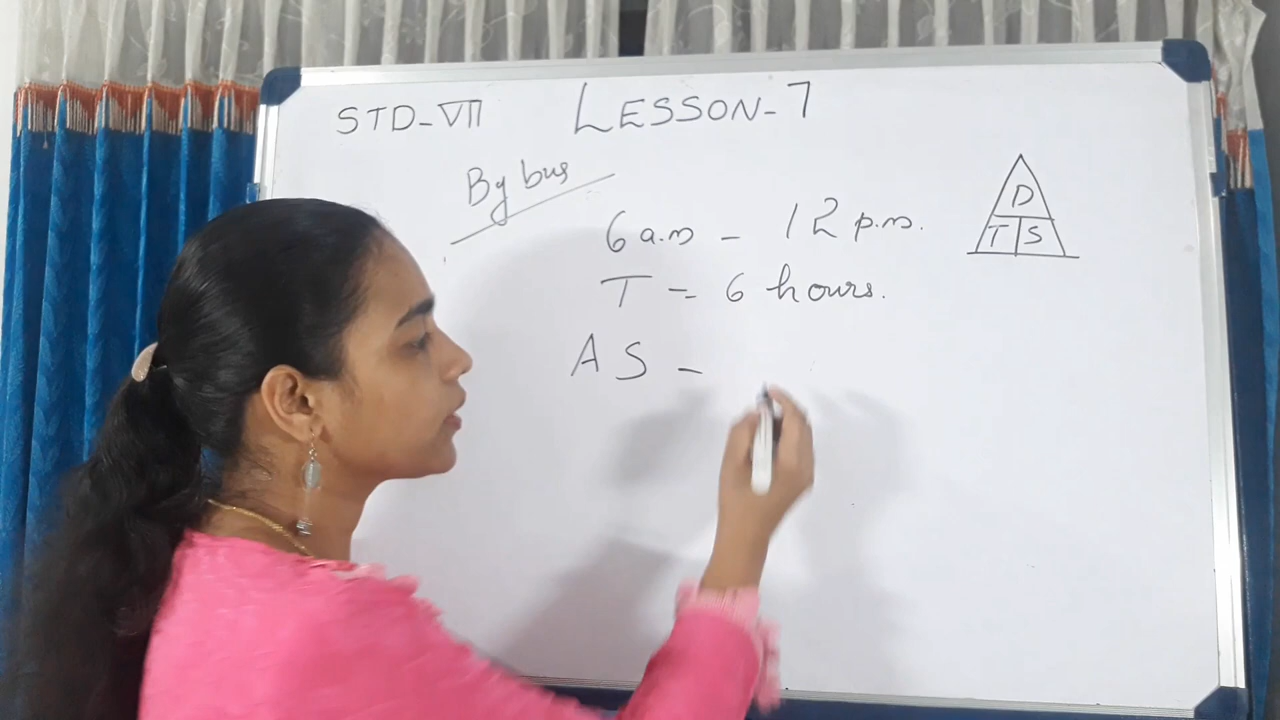 STD-VII LESSON-7
By bus
6 a.m - 12 p.m.
T = 6 hours.
A S -
D
T S